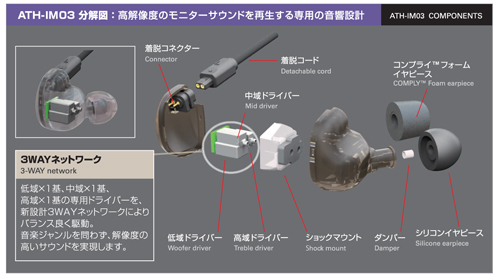 ATH-IM03 分解図：高解像度のモニターサウンドを再生する専用の音響設計
ATH-IM03 COMPONENTS
着脱コネクター
Connector
着脱コード
Detachable cord
コンプライ™フォーム
イヤピース
COMPLY™ Foam earpiece
中域ドライバー
Mid driver
3WAYネットワーク
3-WAY network
低域×1基、中域×1基、
高域×1基の専用ドライバーを、
新設計3WAYネットワークにより
バランス良く駆動。
音楽ジャンルを問わず、解像度の
高いサウンドを実現します。
低域ドライバー
Woofer driver
高域ドライバー
Treble driver
ショックマウント
Shock mount
ダンパー
Damper
シリコンイヤピース
Silicone earpiece